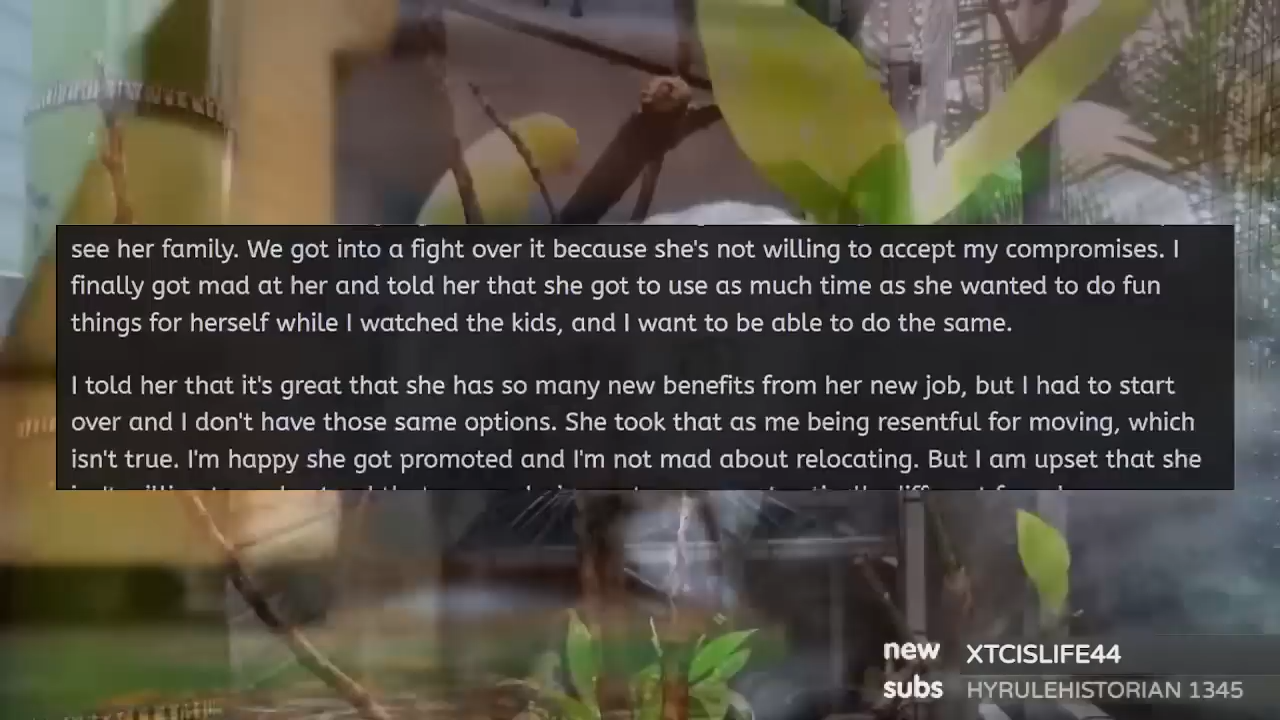 see her family. We got into a fight over it because she's not willing to accept my compromises. I
finally got mad at her and told her that she got to use as much time as she wanted to do fun
things for herself while I watched the kids, and I want to be able to do the same.
I told her that it's great that she has so many new benefits from her new job, but I had to start
over and I don't have those same options. She took that as me being resentful for moving, which
isn't true. I'm happy she got promoted and I'm not mad about relocating. But I am upset that she
new XTCISLIFE44
subs HYRULEHISTORIAN 1345